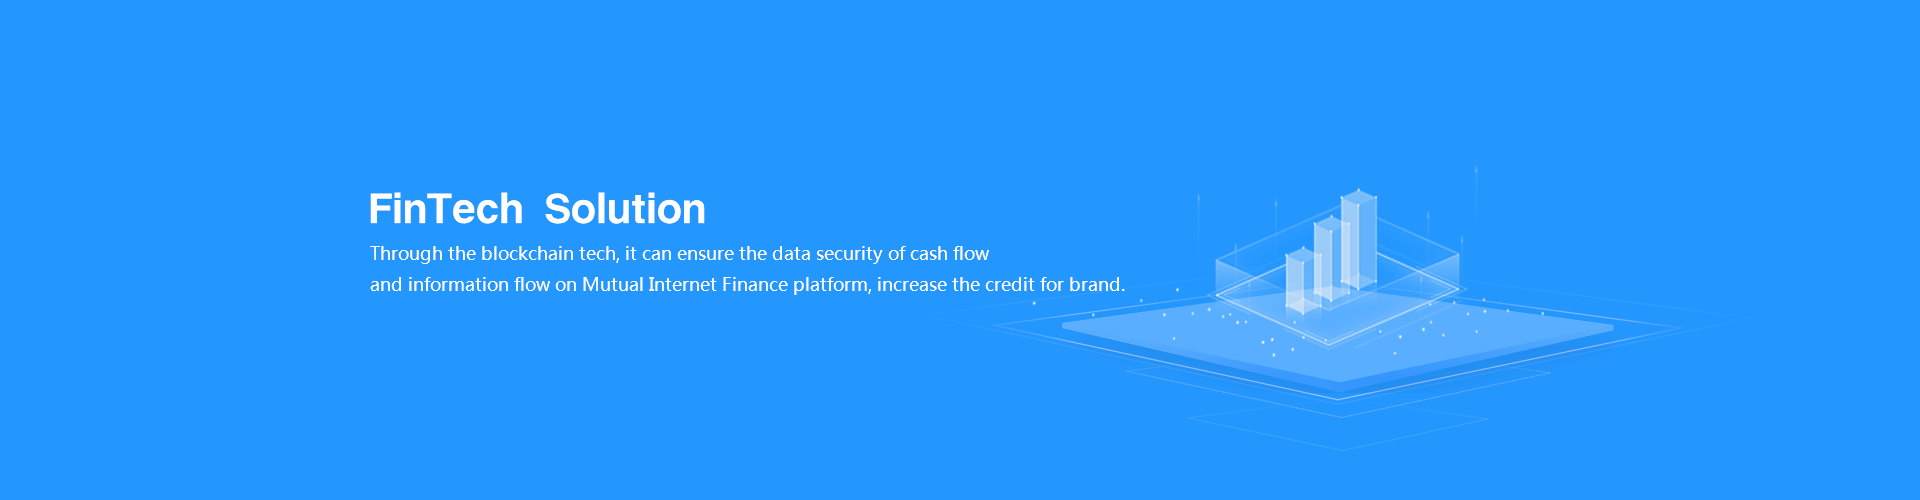 FinTech Solution
Through the blockchain tech, it can ensure the data security of cash flow
and information flow on Mutual Internet Finance platform, increase the credit for brand.